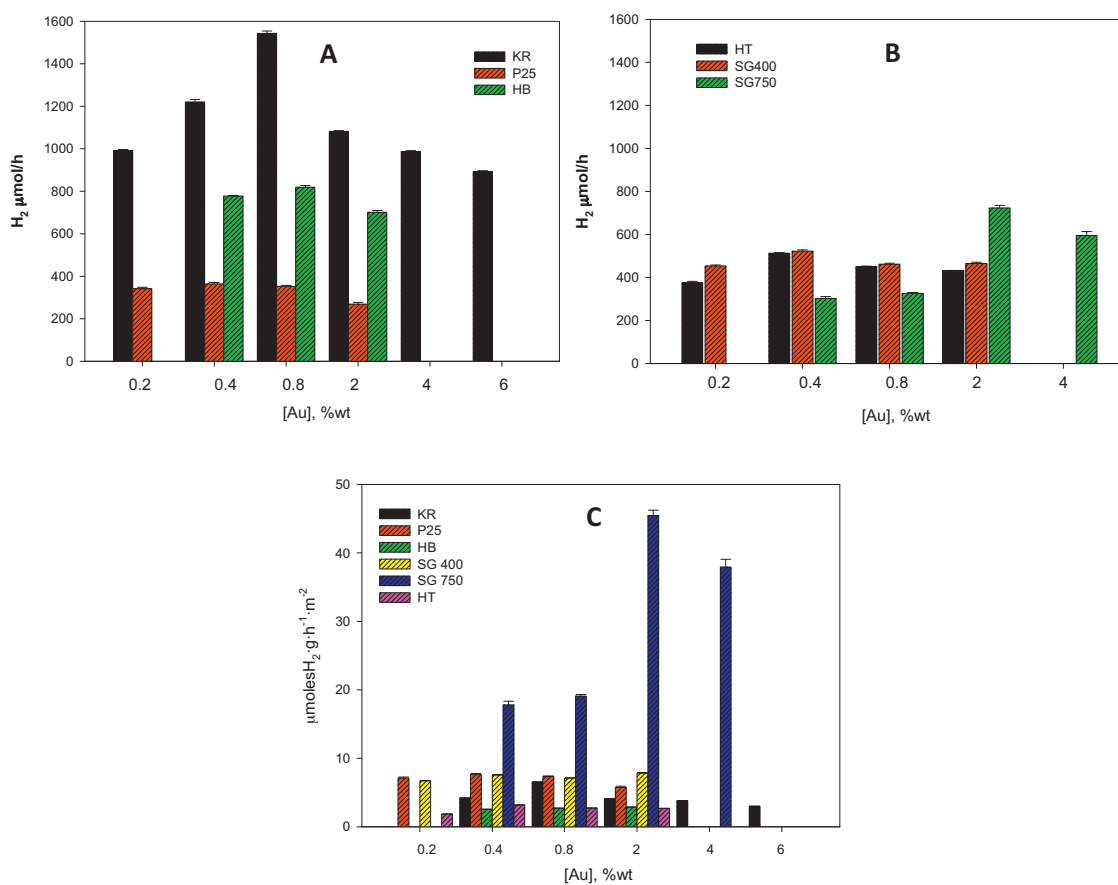 A
KR
P25
HB
1600
1400
1200
1000
800
600
400
200
0
H₂ μmol/h
0.2 0.4 0.8 2 4 6
[Au], %wt
B
HT
SG400
SG750
1600
1400
1200
1000
800
600
400
200
0
H₂ μmol/h
0.2 0.4 0.8 2 4
[Au], %wt
C
KR
P25
HB
SG 400
SG 750
HT
50
40
30
20
10
0
μmolesH₂·g·h⁻¹·m⁻²
0.2 0.4 0.8 2 4 6
[Au], %wt